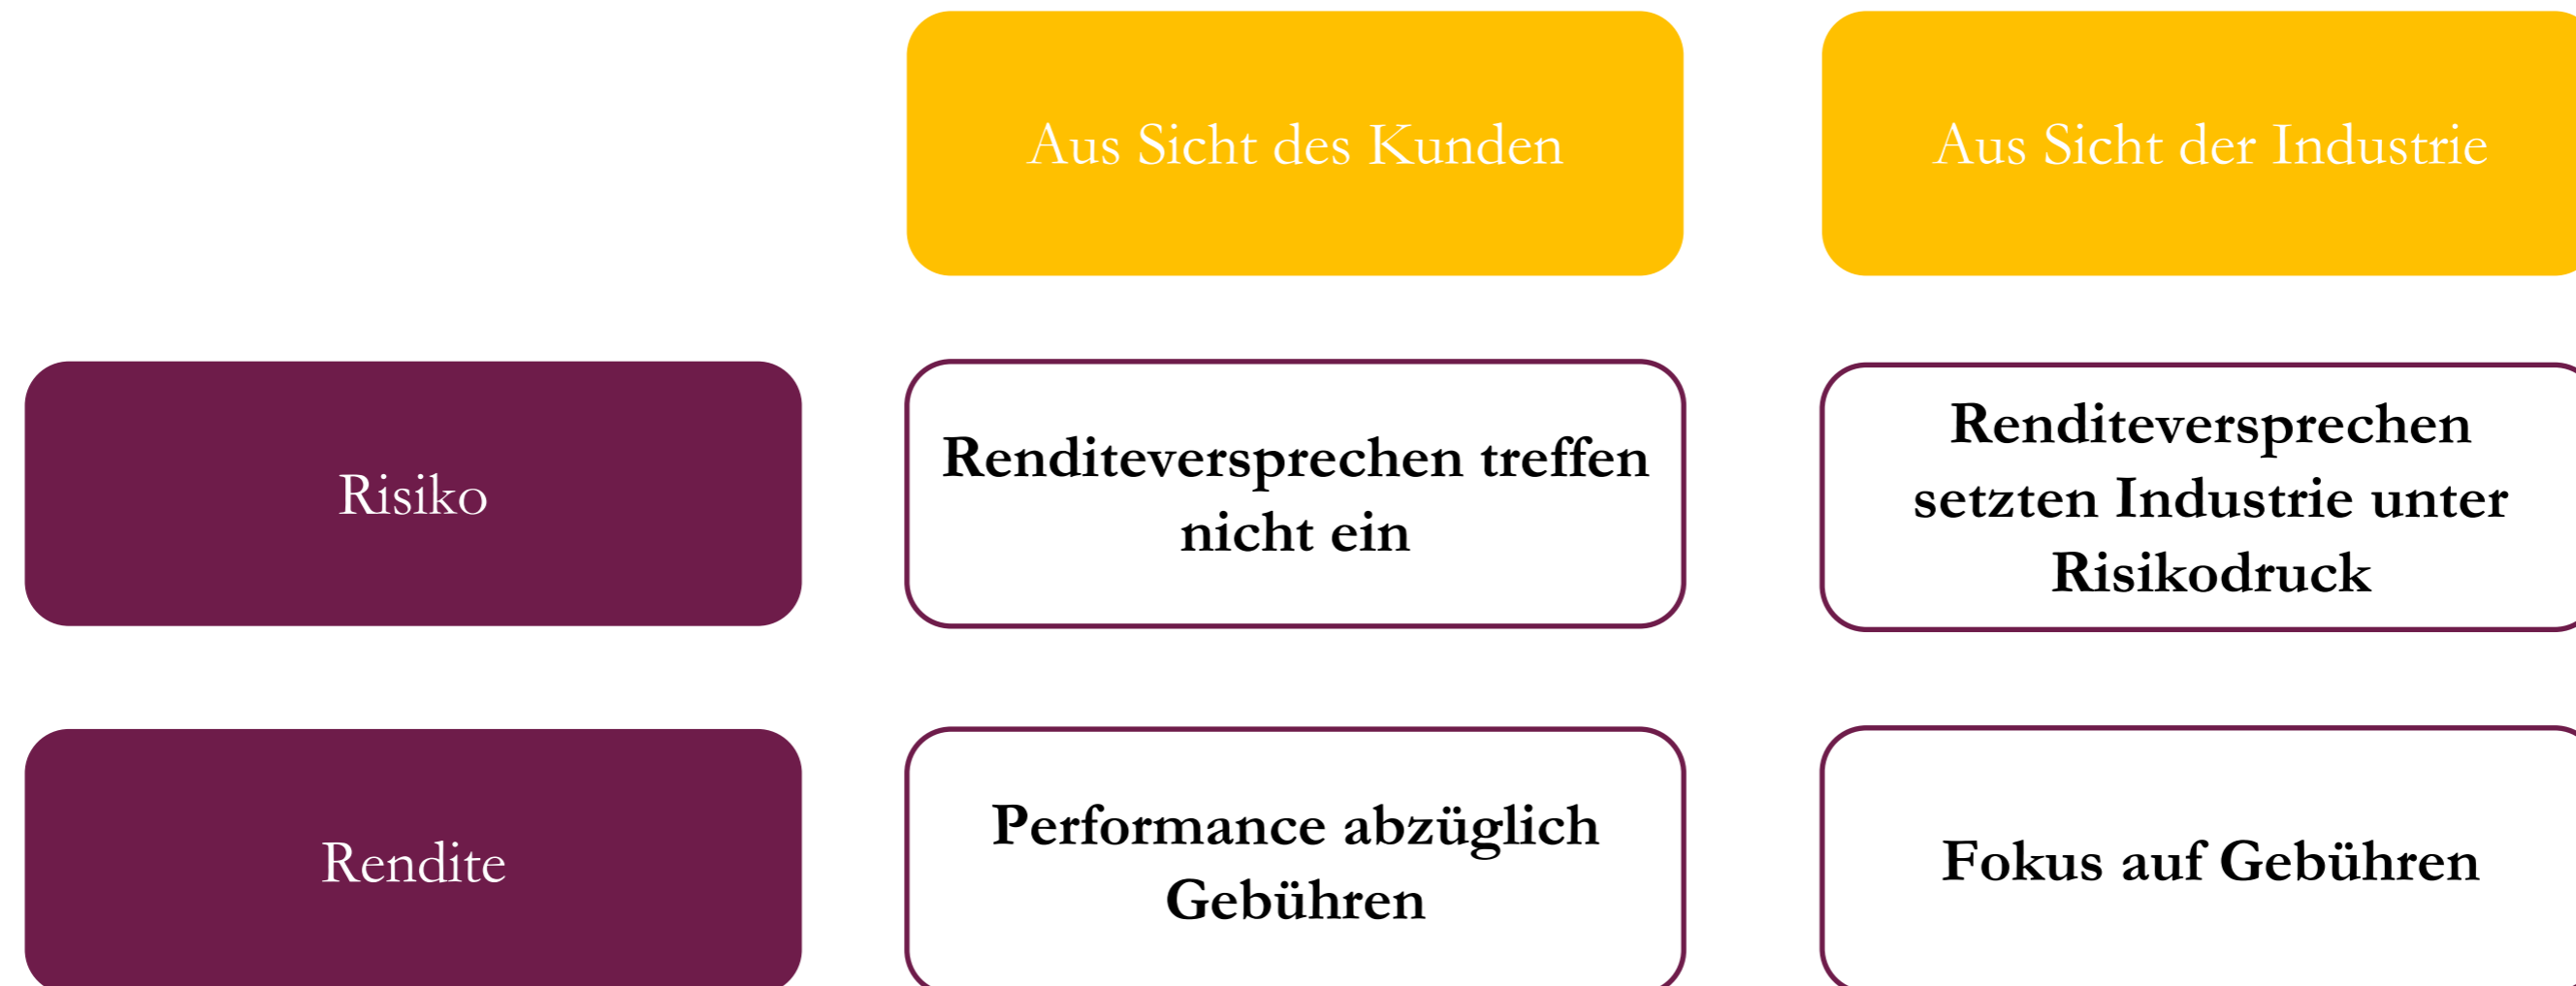 Aus Sicht des Kunden
Aus Sicht der Industrie
Risiko
Renditeversprechen treffen
nicht ein
Renditeversprechen
setzten Industrie unter
Risikodruck
Rendite
Performance abzüglich
Gebühren
Fokus auf Gebühren